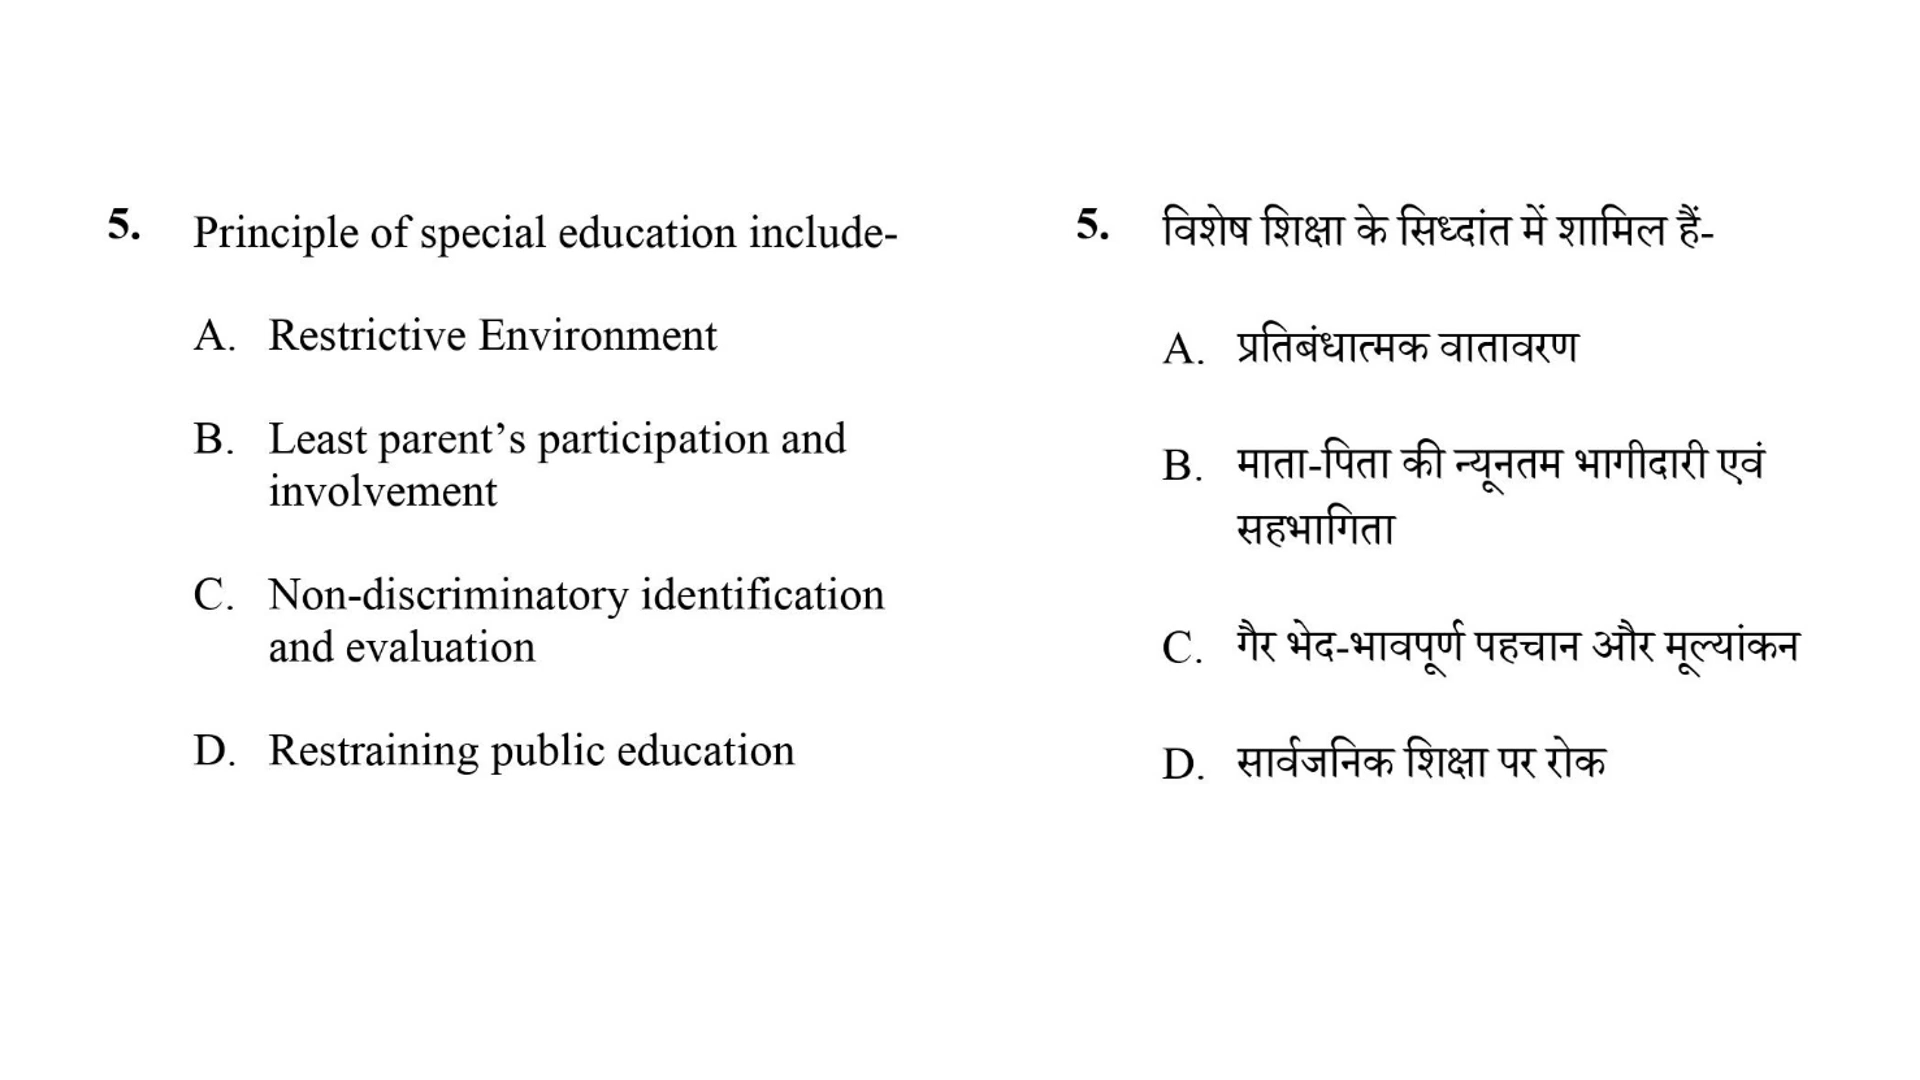 5. Principle of special education include-
A. Restrictive Environment
B. Least parent’s participation and
involvement
C. Non-discriminatory identification
and evaluation
D. Restraining public education
5. विशेष शिक्षा के सिध्दांत में शामिल हैं-
A. प्रतिबंधात्मक वातावरण
B. माता-पिता की न्यूनतम भागीदारी एवं
सहभागिता
C. गैर भेद-भावपूर्ण पहचान और मूल्यांकन
D. सार्वजनिक शिक्षा पर रोक